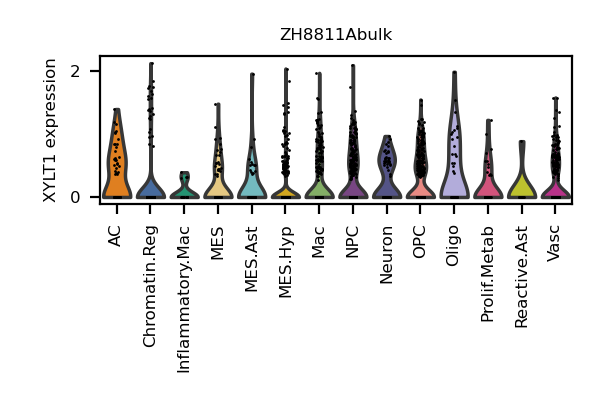 ZH8811Abulk
XYLT1 expression
2
0
AC
Chromatin.Reg
Inflammatory.Mac
MES
MES.Ast
MES.Hyp
Mac
NPC
Neuron
OPC
Oligo
Prolif.Metab
Reactive.Ast
Vasc